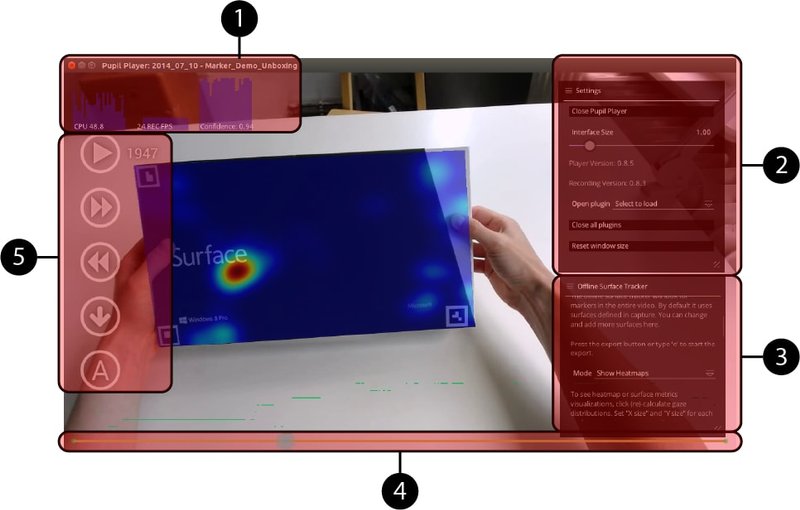 1
Pupil Player: 2014_07_10 - Marker_Demo_Unboxing
CPU 48.8
24 REC FPS
Confidence: 0.94
1947
Surface
Windows 8 Pro
Microsoft
A
5
Settings
Close Pupil Player
Interface Size 1.00
Player Version: 0.8.5
Recording Version: 0.8.3
Open plugin Select to load
Close all plugins
Reset window size
2
Offline Surface Tracker
markers in the entire video. By default it uses
surfaces defined in capture. You can change
and add more surfaces here.
Press the export button or type 'e' to start the
export.
Mode Show Heatmaps
To see heatmap or surface metrics
visualizations, click (re)-calculate gaze
distributions. Set "X size" and "Y size" for each
3
4